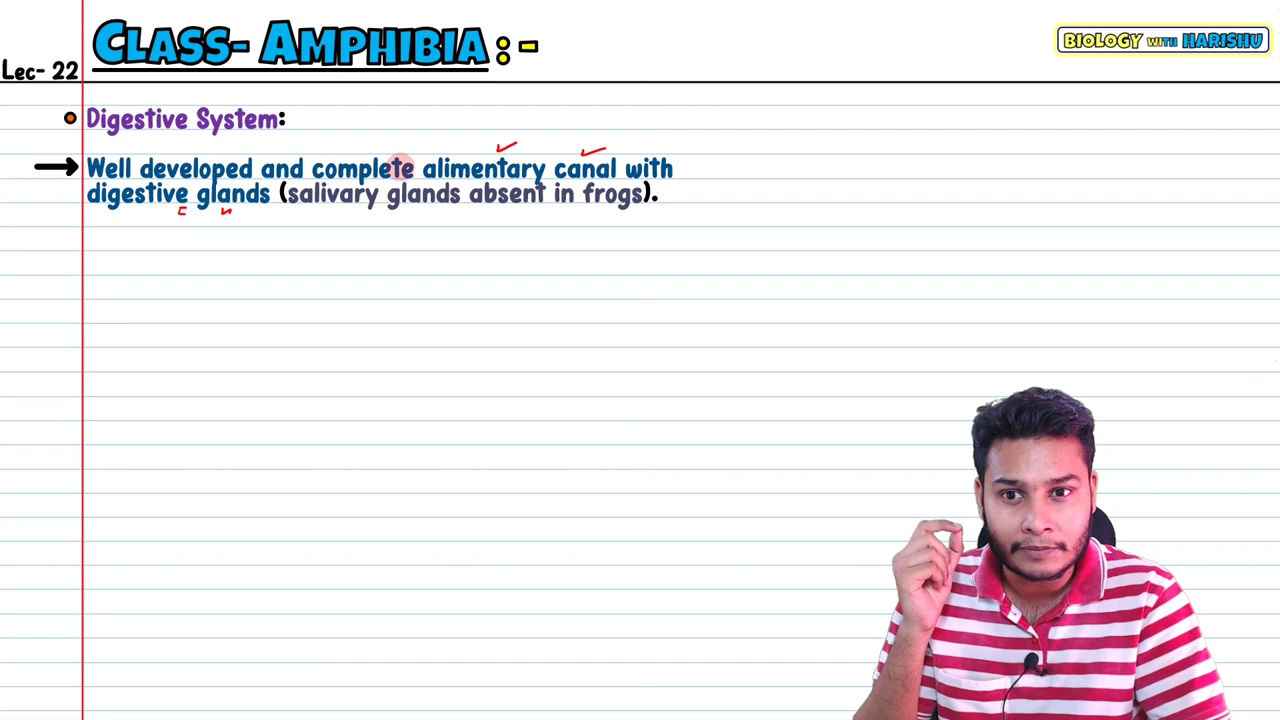 CLASS- AMPHIBIA :-
BIOLOGY WITH HARISHU
Lec- 22
Digestive System:
Well developed and complete alimentary canal with
digestive glands (salivary glands absent in frogs).